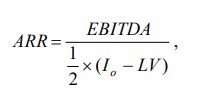 ARR = EBITDA / (1/2 × (I_o − LV)),